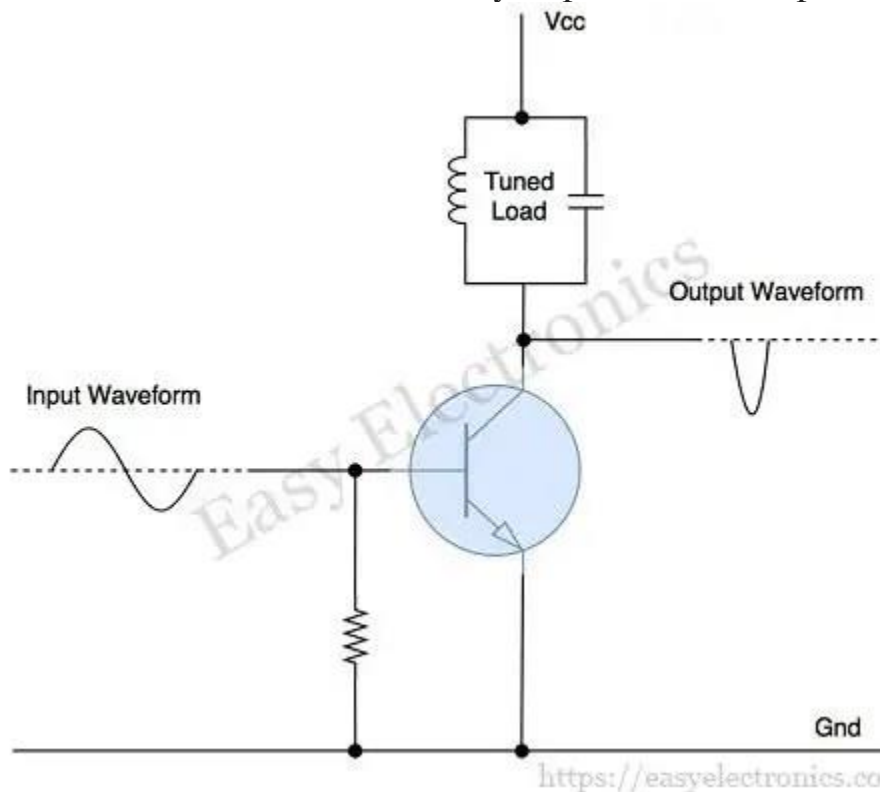 Vcc
Tuned
Load
Output Waveform
Input Waveform
Easy Electronics
Gnd
https://easyelectronics.co